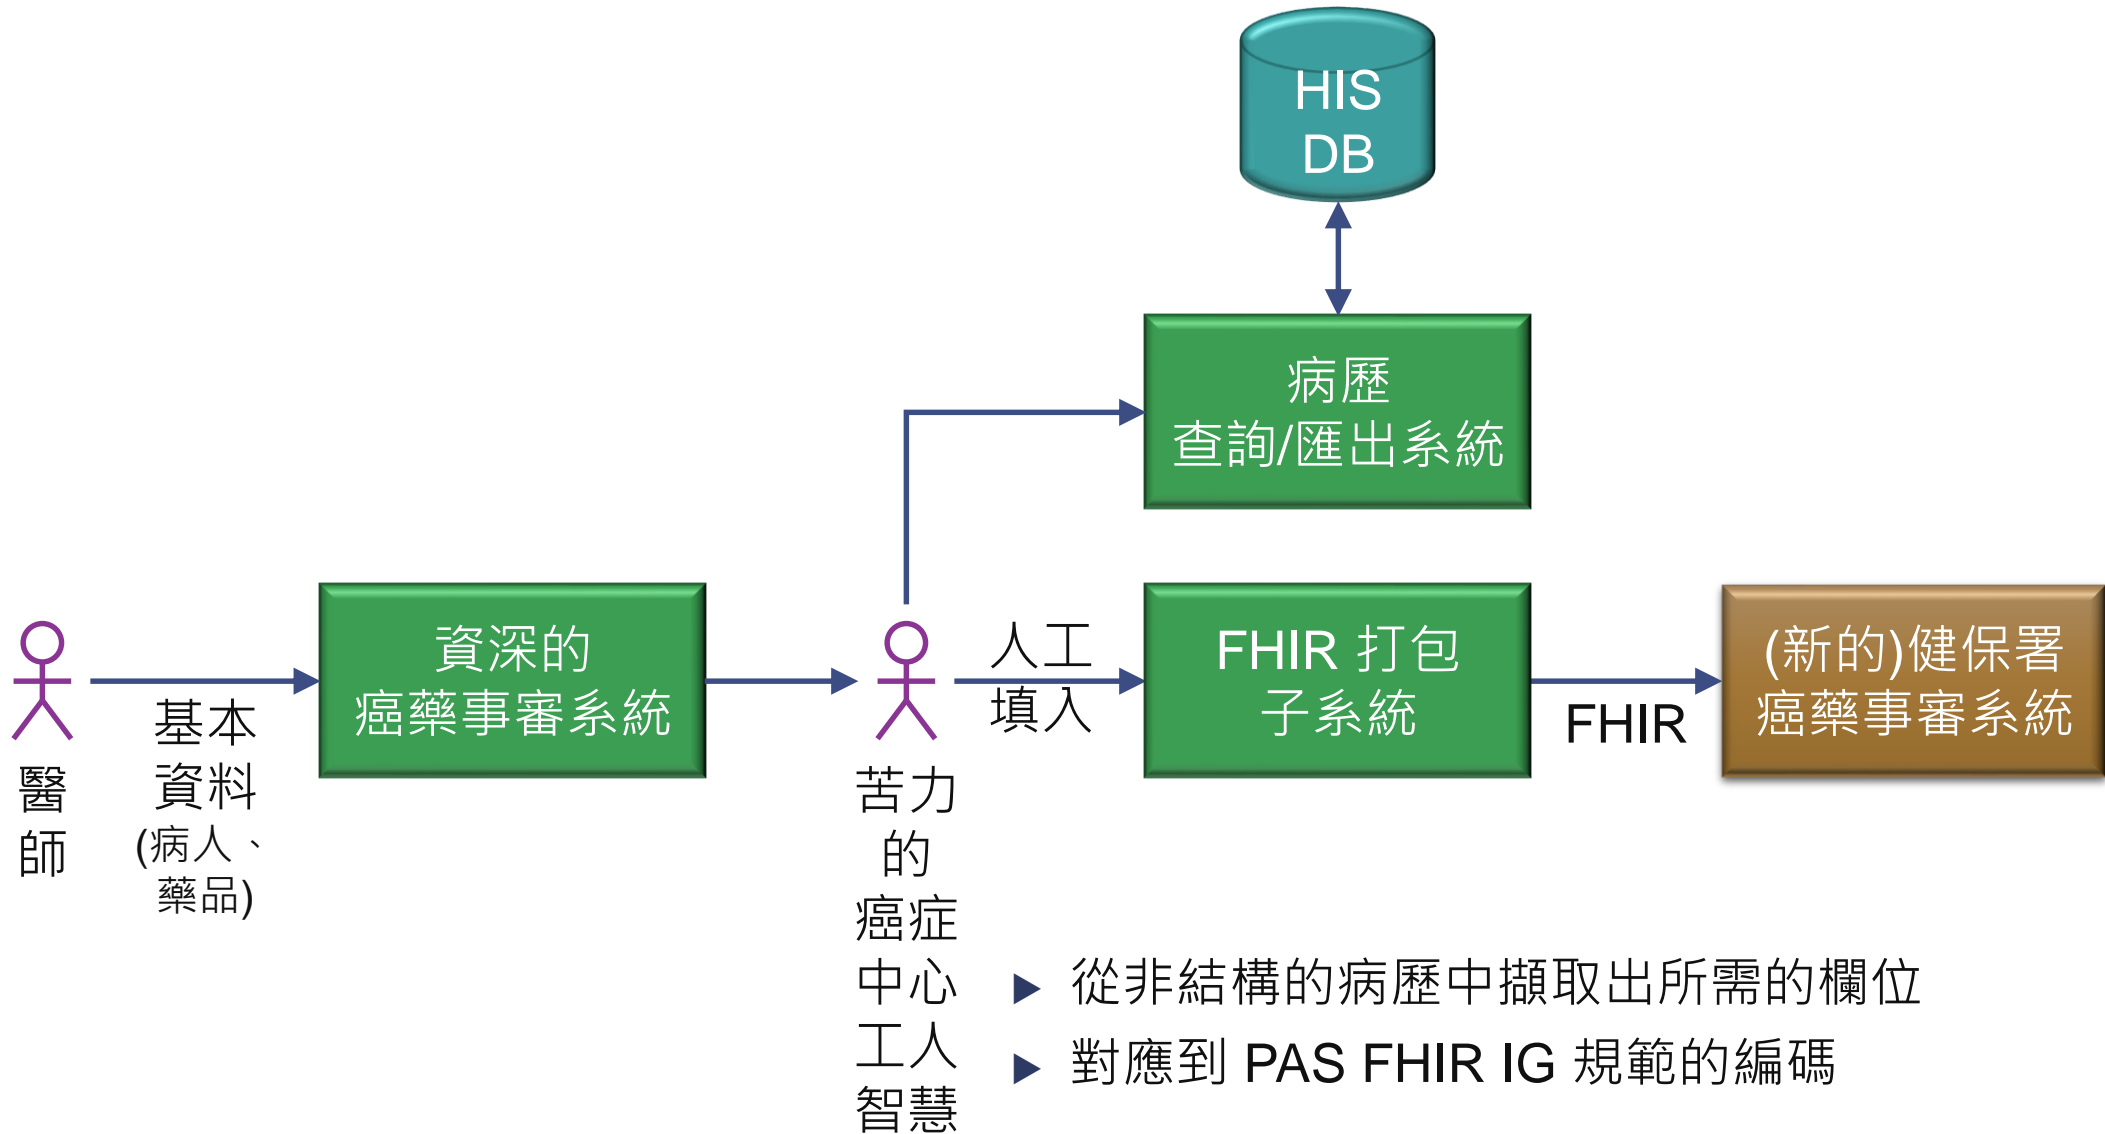 HIS
DB
病歷
查詢/匯出系統
醫
師
基本
資料
(病人、
藥品)
資深的
癌藥事審系統
苦力
的
癌症
中心
工人
智慧
人工
填入
FHIR 打包
子系統
FHIR
(新的)健保署
癌藥事審系統
從非結構的病歷中擷取出所需的欄位
對應到 PAS FHIR IG 規範的編碼